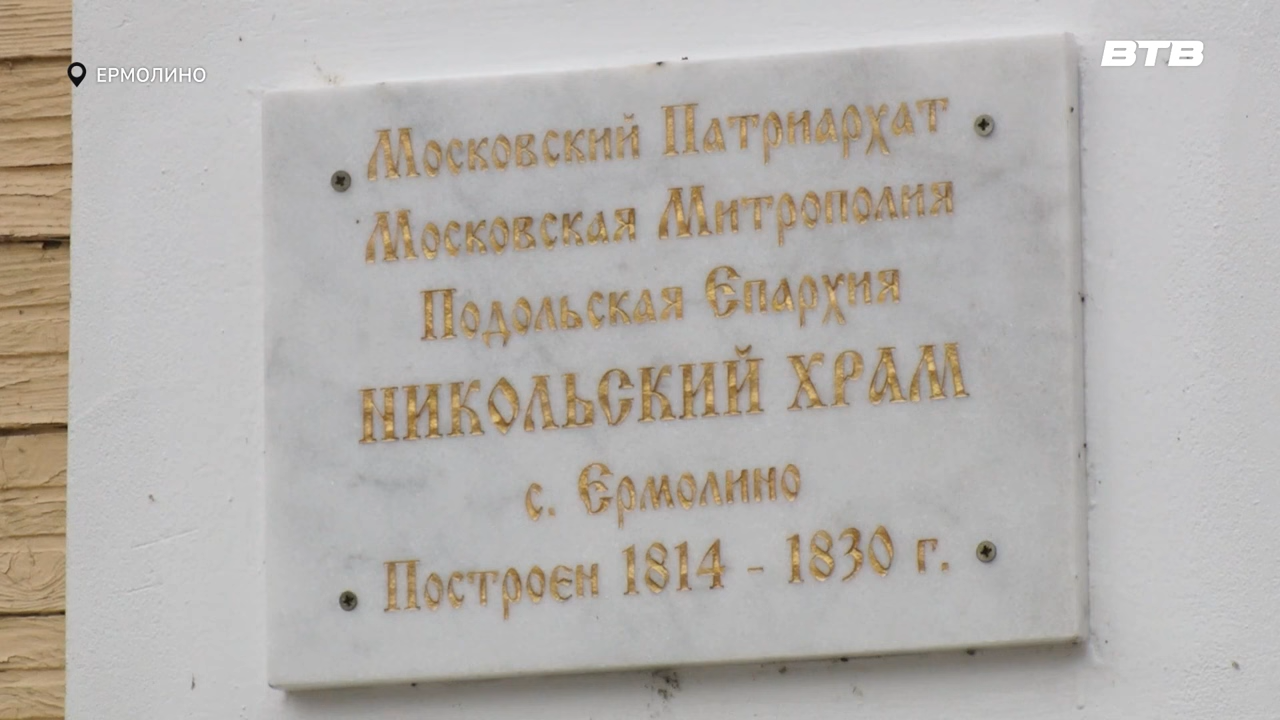 ЕРМОЛИНО
ВТВ
Московский Патриархат
Московская Митрополия
Подольская Епархия
НИКОЛЬСКИЙ ХРАМ
с. Ермолино
Построен 1814 - 1830 г.